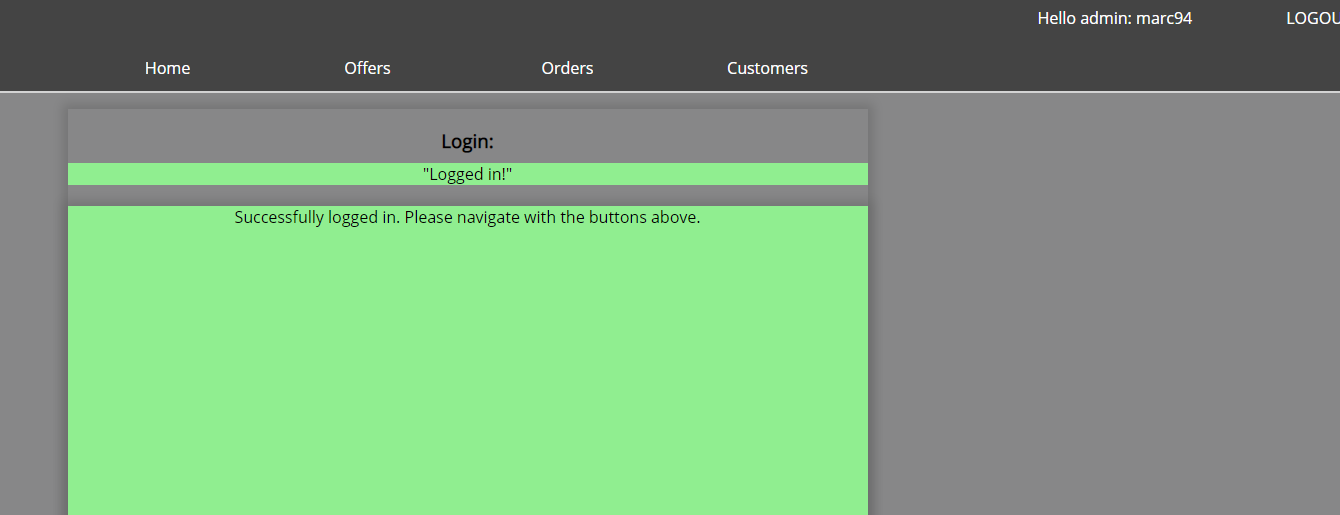 Hello admin: marc94 LOGOU
Home Offers Orders Customers
Login:
"Logged in!"
Successfully logged in. Please navigate with the buttons above.